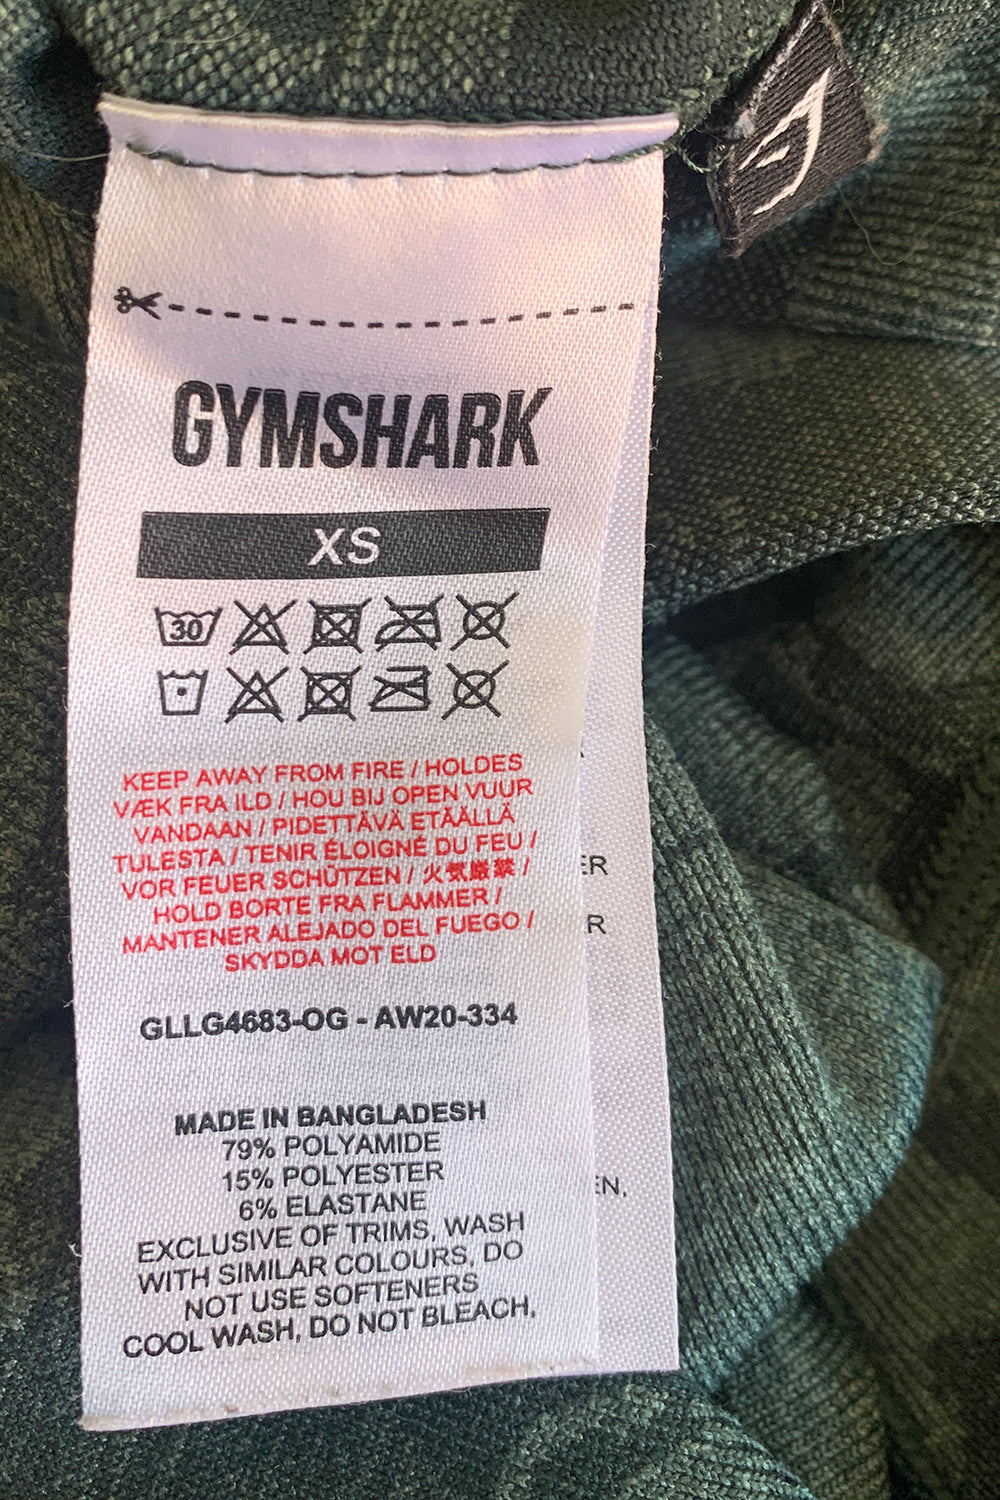 GYMSHARK
XS
30
KEEP AWAY FROM FIRE / HOLDES
VÆK FRA ILD / HOU BIJ OPEN VUUR
VANDAAN / PIDETTÄVÄ ETÄÄLLÄ
TULESTA / TENIR ÉLOIGNÉ DU FEU /
VOR FEUER SCHÜTZEN / 火気厳禁 /
HOLD BORTE FRA FLAMMER /
MANTENER ALEJADO DEL FUEGO /
SKYDDA MOT ELD
GLLG4683-OG - AW20-334
MADE IN BANGLADESH
79% POLYAMIDE
15% POLYESTER
6% ELASTANE
EXCLUSIVE OF TRIMS, WASH
WITH SIMILAR COLOURS, DO
NOT USE SOFTENERS
COOL WASH, DO NOT BLEACH.